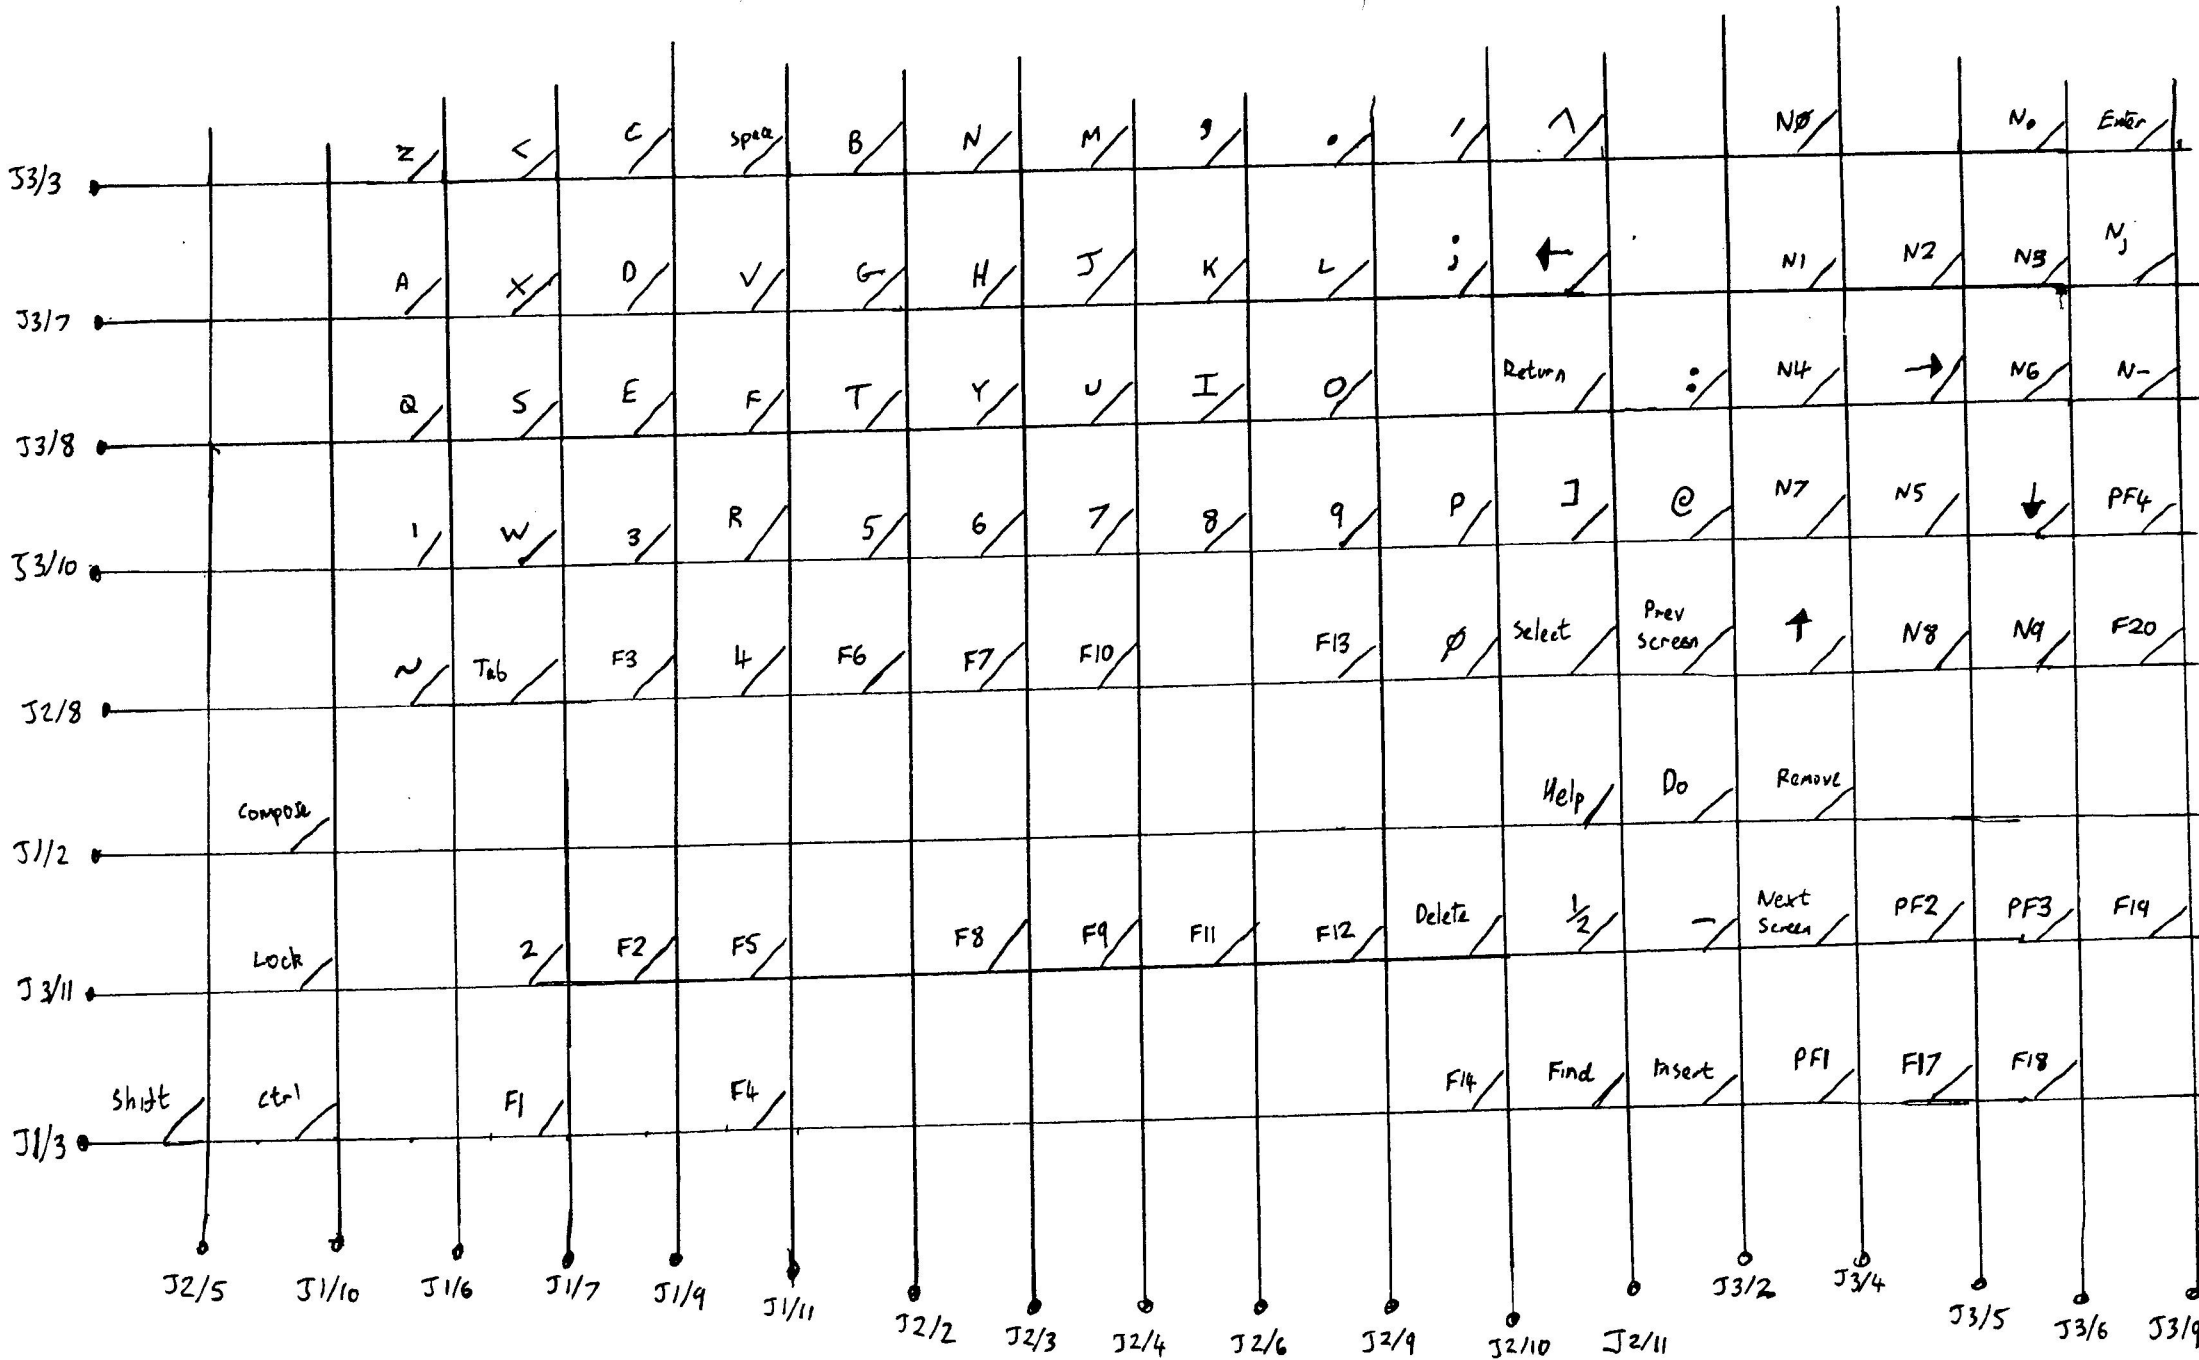 J3/3 Z < C Space B N M , . / ^ NØ N. Enter
J3/7 A X D V G H J K L ; ← N1 N2 N3 N,
J3/8 Q S E F T Y U I O Return : N4 → N6 N-
J3/10 1 W 3 R 5 6 7 8 9 P ] @ N7 N5 ↓ PF4
J2/8 ~ Tab F3 4 F6 F7 F10 F13 Ø Select Prev Screen ↑ N8 N9 F20
J1/2 Compose Help Do Remove
J3/11 Lock 2 F2 F5 F8 F9 F11 F12 Delete ½ - Next Screen PF2 PF3 F19
J1/3 Shift Ctrl F1 F4 F14 Find Insert PF1 F17 F18
J2/5 J1/10 J1/6 J1/7 J1/9 J1/11 J2/2 J2/3 J2/4 J2/6 J2/9 J2/10 J2/11 J3/2 J3/4 J3/5 J3/6 J3/9